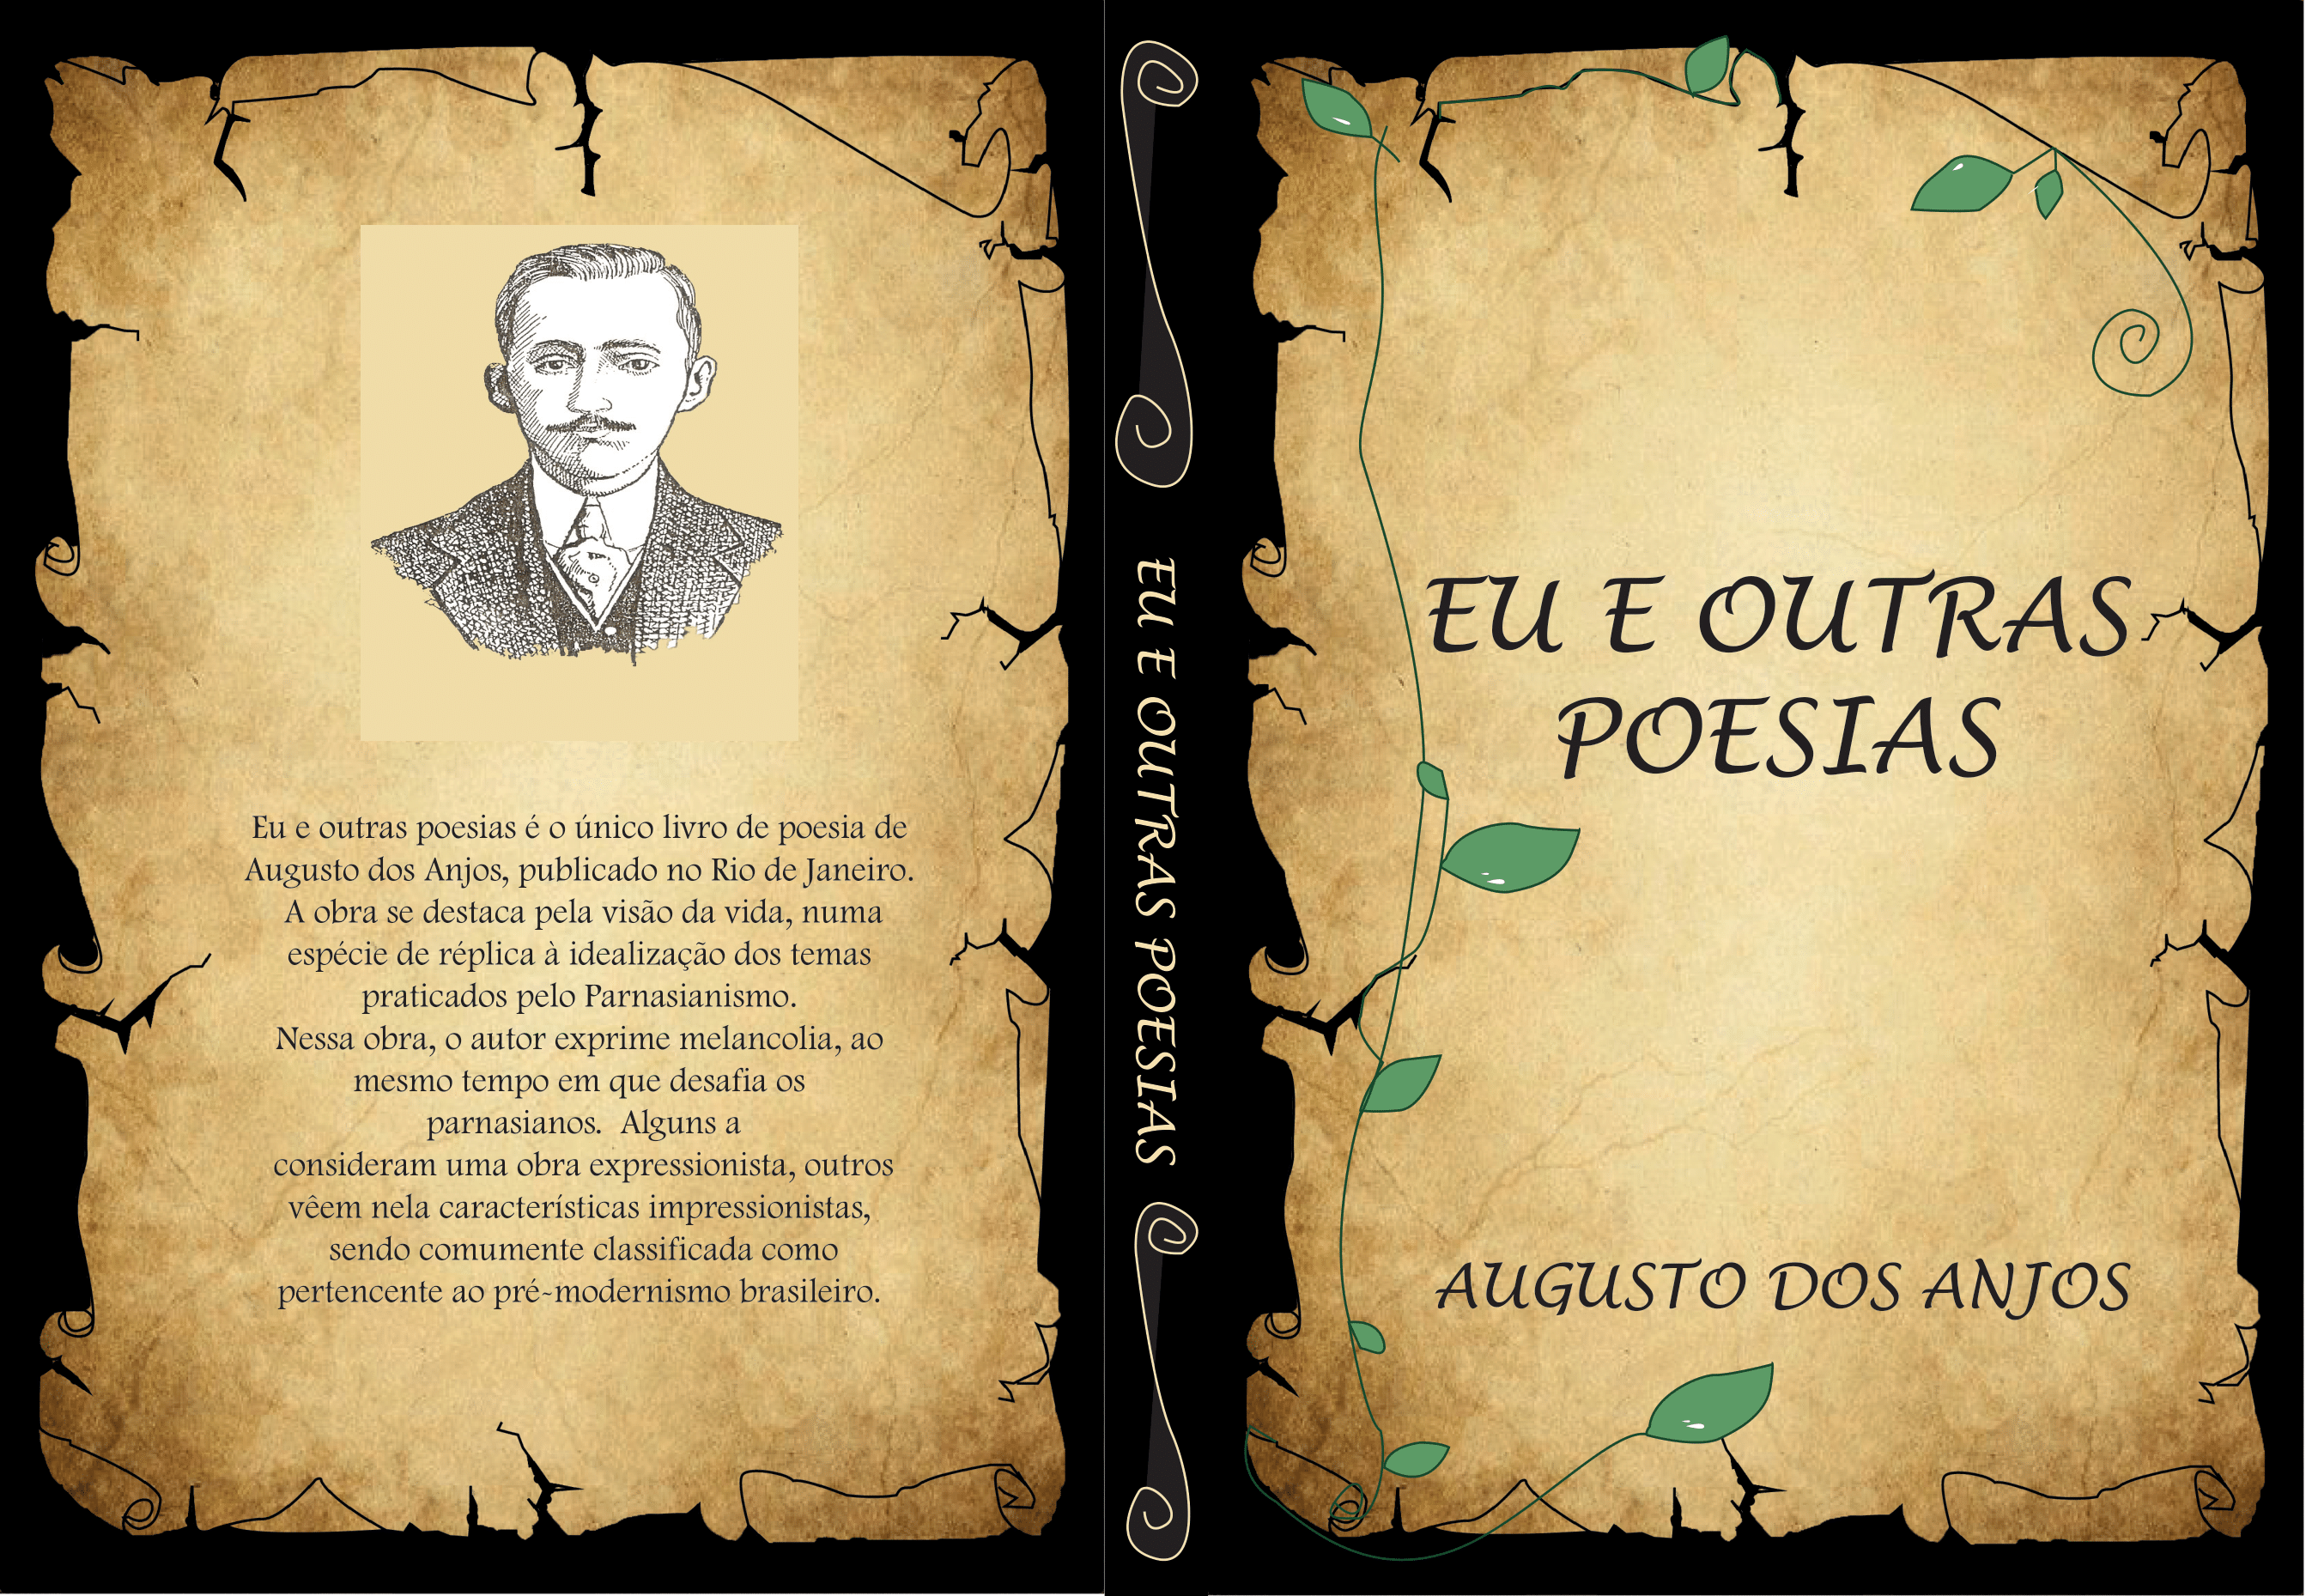 Eu e outras poesias é o único livro de poesia de
Augusto dos Anjos, publicado no Rio de Janeiro.
A obra se destaca pela visão da vida, numa
espécie de réplica à idealização dos temas
praticados pelo Parnasianismo.
Nessa obra, o autor exprime melancolia, ao
mesmo tempo em que desafia os
parnasianos. Alguns a
consideram uma obra expressionista, outros
vêem nela características impressionistas,
sendo comumente classificada como
pertencente ao pré-modernismo brasileiro.
EU E OUTRAS POESIAS
EU E OUTRAS
POESIAS
AUGUSTO DOS ANJOS